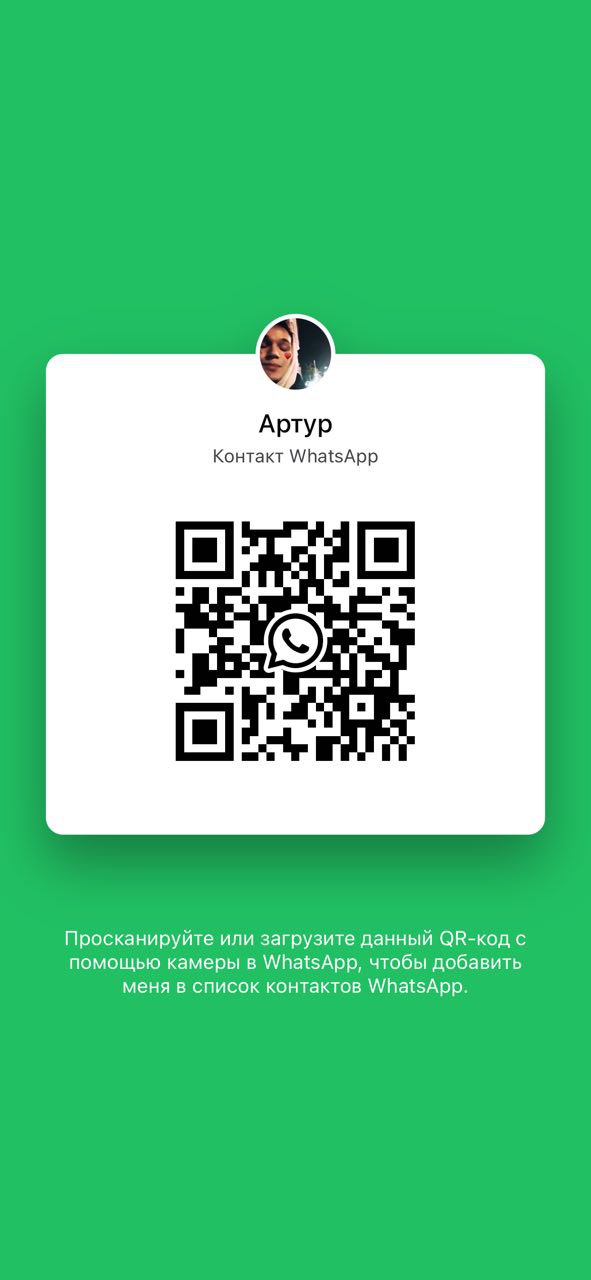 Артур
Контакт WhatsApp
Просканируйте или загрузите данный QR-код с
помощью камеры в WhatsApp, чтобы добавить
меня в список контактов WhatsApp.